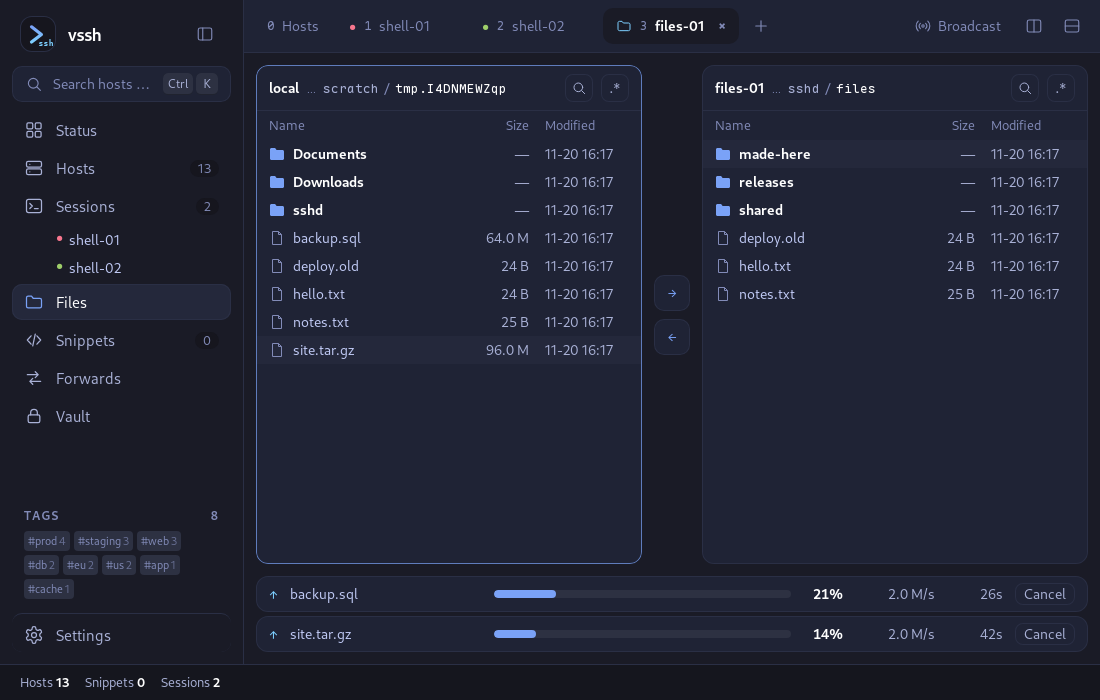 ssh
vssh
Search hosts … Ctrl K
Status
Hosts 13
Sessions 2
shell-01
shell-02
Files
Snippets 0
Forwards
Vault
TAGS 8
#prod 4 #staging 3 #web 3
#db 2 #eu 2 #us 2 #app 1
#cache 1
Settings
0 Hosts 1 shell-01 2 shell-02 3 files-01 × + Broadcast
local … scratch / tmp.I4DNMEWZqp .*
Name Size Modified
Documents — 11-20 16:17
Downloads — 11-20 16:17
sshd — 11-20 16:17
backup.sql 64.0 M 11-20 16:17
deploy.old 24 B 11-20 16:17
hello.txt 24 B 11-20 16:17
notes.txt 25 B 11-20 16:17
site.tar.gz 96.0 M 11-20 16:17
→
←
files-01 … sshd / files .*
Name Size Modified
made-here — 11-20 16:17
releases — 11-20 16:17
shared — 11-20 16:17
deploy.old 24 B 11-20 16:17
hello.txt 24 B 11-20 16:17
notes.txt 25 B 11-20 16:17
↑ backup.sql 21% 2.0 M/s 26s Cancel
↑ site.tar.gz 14% 2.0 M/s 42s Cancel
Hosts 13 Snippets 0 Sessions 2